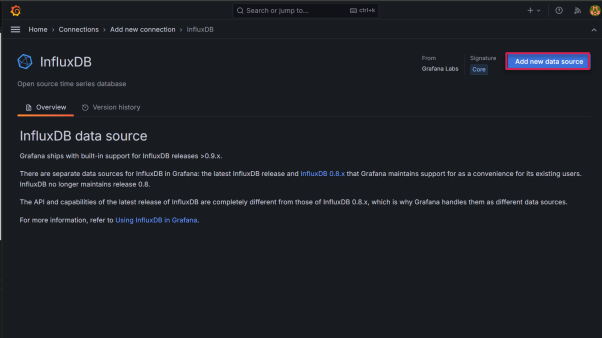 Search or jump to...
ctrl+k
Home > Connections > Add new connection > InfluxDB
InfluxDB
Open source time series database
From
Grafana Labs
Signature
Core
Add new data source
Overview
Version history
InfluxDB data source
Grafana ships with built-in support for InfluxDB releases >0.9.x.
There are separate data sources for InfluxDB in Grafana: the latest InfluxDB release and InfluxDB 0.8.x that Grafana maintains support for as a convenience for its existing users.
InfluxDB no longer maintains release 0.8.
The API and capabilities of the latest release of InfluxDB are completely different from those of InfluxDB 0.8.x, which is why Grafana handles them as different data sources.
For more information, refer to Using InfluxDB in Grafana.